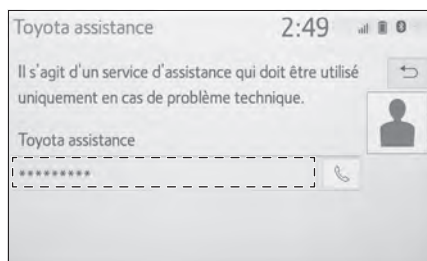 Toyota assistance 2:49
Il s'agit d'un service d'assistance qui doit être utilisé
uniquement en cas de problème technique.
Toyota assistance
*********